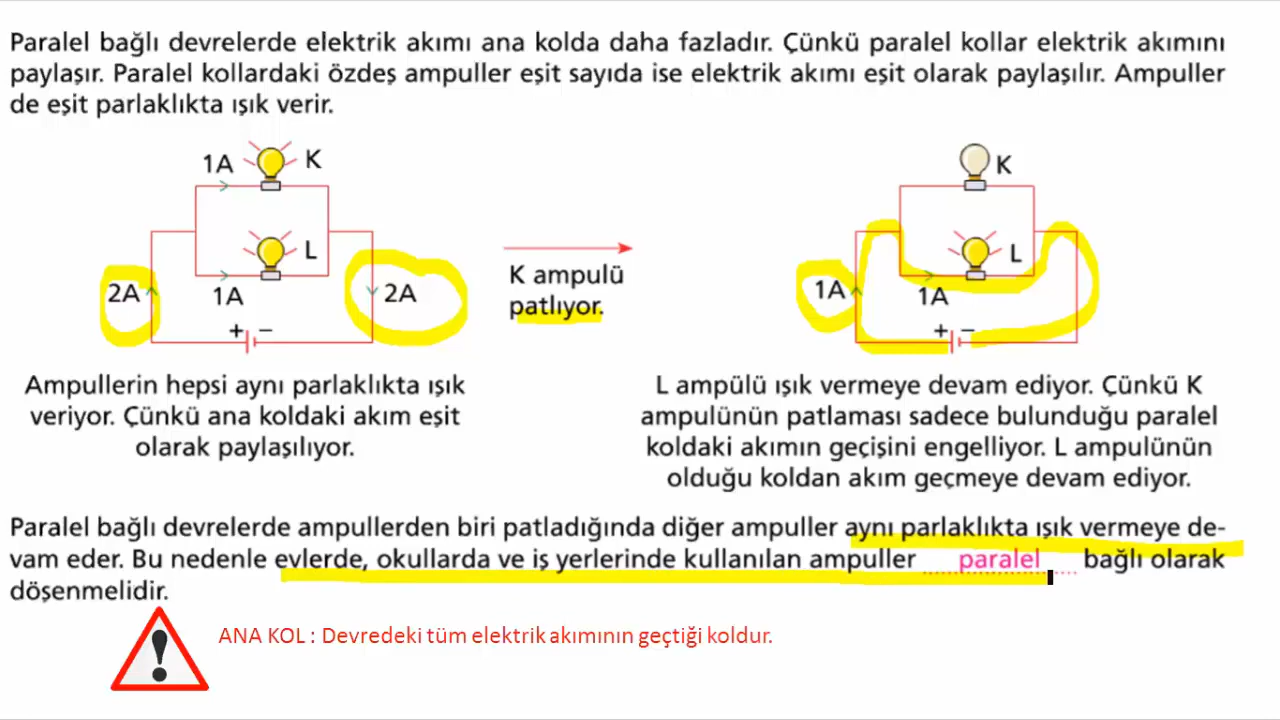 Paralel bağlı devrelerde elektrik akımı ana kolda daha fazladır. Çünkü paralel kollar elektrik akımını
paylaşır. Paralel kollardaki özdeş ampuller eşit sayıda ise elektrik akımı eşit olarak paylaşılır. Ampuller
de eşit parlaklıkta ışık verir.
1A K
L
2A 1A 2A
+ −
K ampulü
patlıyor.
K
L
1A 1A
+ −
Ampullerin hepsi aynı parlaklıkta ışık
veriyor. Çünkü ana koldaki akım eşit
olarak paylaşılıyor.
L ampülü ışık vermeye devam ediyor. Çünkü K
ampulünün patlaması sadece bulunduğu paralel
koldaki akımın geçişini engelliyor. L ampulünün
olduğu koldan akım geçmeye devam ediyor.
Paralel bağlı devrelerde ampullerden biri patladığında diğer ampuller aynı parlaklıkta ışık vermeye de-
vam eder. Bu nedenle evlerde, okullarda ve iş yerlerinde kullanılan ampuller paralel bağlı olarak
döşenmelidir.
ANA KOL : Devredeki tüm elektrik akımının geçtiği koldur.